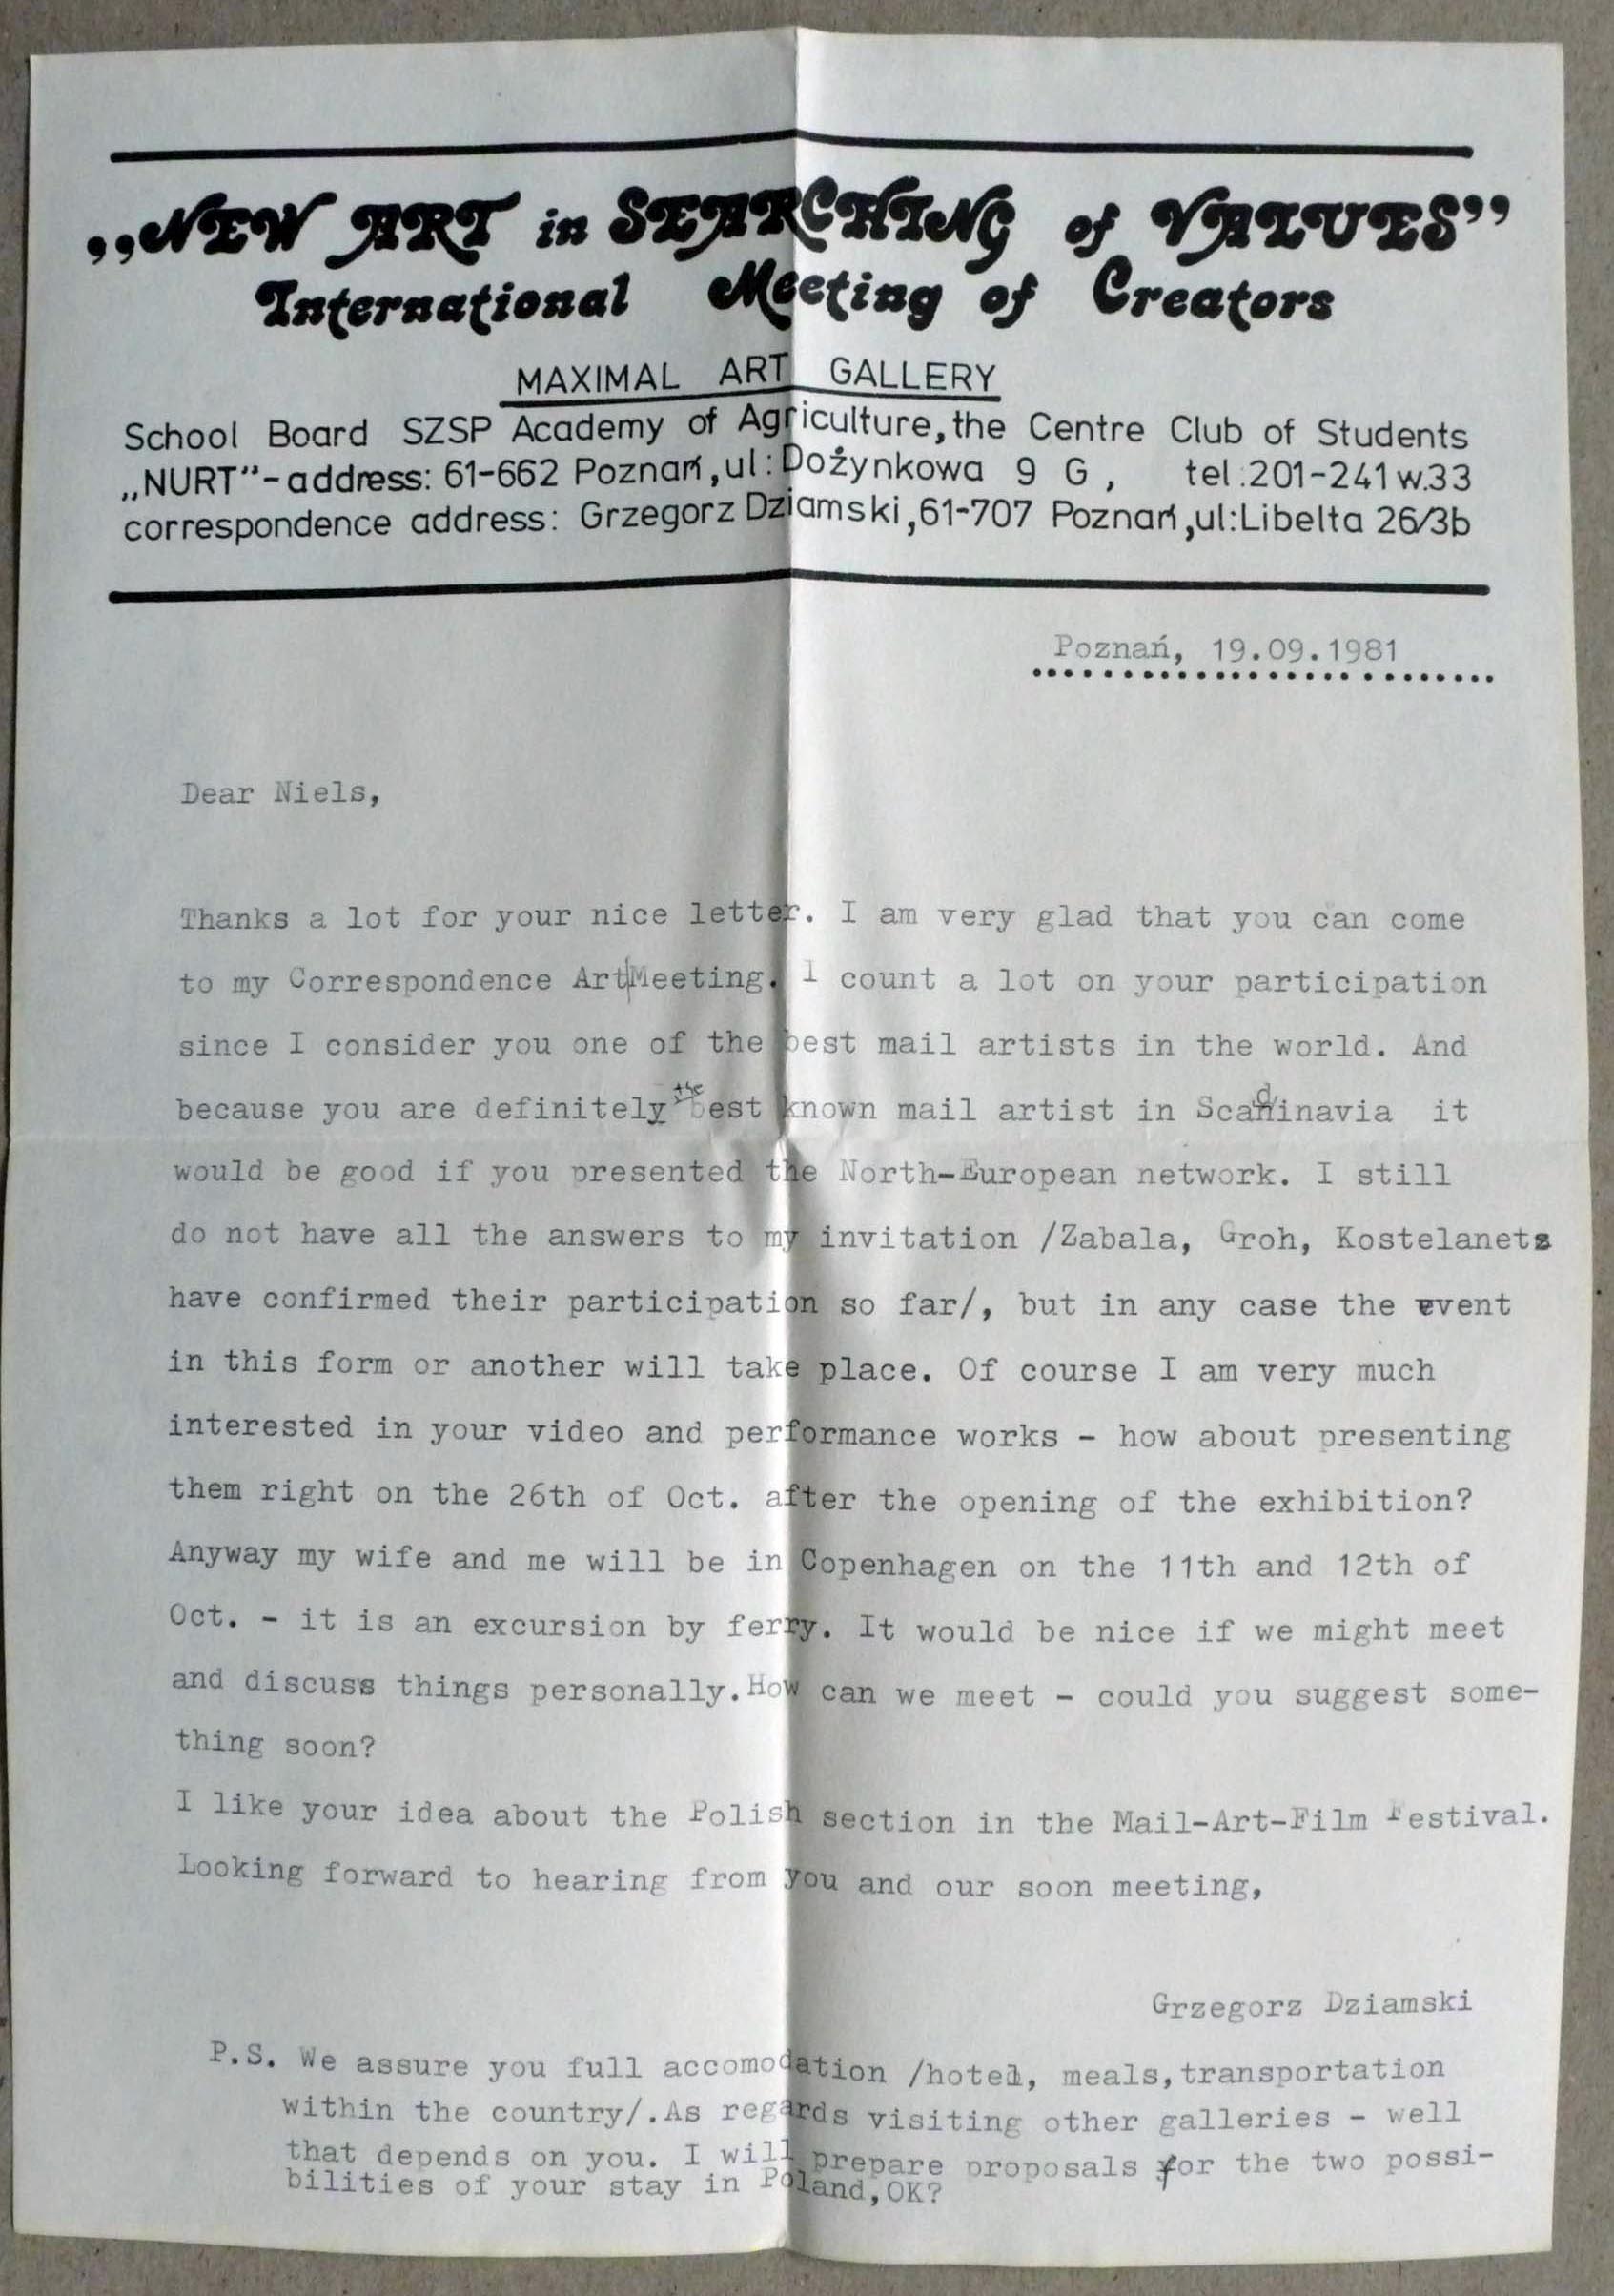 „NEW ART in SEARCHING of VALUES”
International Meeting of Creators
MAXIMAL ART GALLERY
School Board SZSP Academy of Agriculture, the Centre Club of Students
„NURT”-address: 61-662 Poznań, ul: Dożynkowa 9 G, tel.:201-241 w.33
correspondence address: Grzegorz Dziamski, 61-707 Poznań, ul: Libelta 26/3b
Poznań, 19.09.1981
Dear Niels,
Thanks a lot for your nice letter. I am very glad that you can come
to my Correspondence Art|Meeting. I count a lot on your participation
since I consider you one of the best mail artists in the world. And
because you are definitely the best known mail artist in Scandinavia it
would be good if you presented the North-European network. I still
do not have all the answers to my invitation /Zabala, Groh, Kostelanetz
have confirmed their participation so far/, but in any case the event
in this form or another will take place. Of course I am very much
interested in your video and performance works - how about presenting
them right on the 26th of Oct. after the opening of the exhibition?
Anyway my wife and me will be in Copenhagen on the 11th and 12th of
Oct. - it is an excursion by ferry. It would be nice if we might meet
and discuss things personally. How can we meet - could you suggest some-
thing soon?
I like your idea about the Polish section in the Mail-Art-Film Festival.
Looking forward to hearing from you and our soon meeting,
Grzegorz Dziamski
P.S. We assure you full accomodation /hotel, meals, transportation
within the country/. As regards visiting other galleries - well
that depends on you. I will prepare proposals for the two possi-
bilities of your stay in Poland, OK?